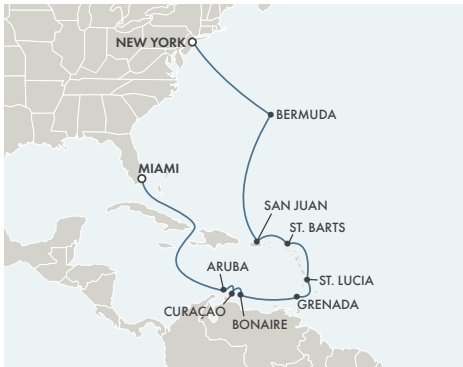 NEW YORK
BERMUDA
MIAMI
SAN JUAN
ST. BARTS
ARUBA
ST. LUCIA
CURAÇAO
GRENADA
BONAIRE